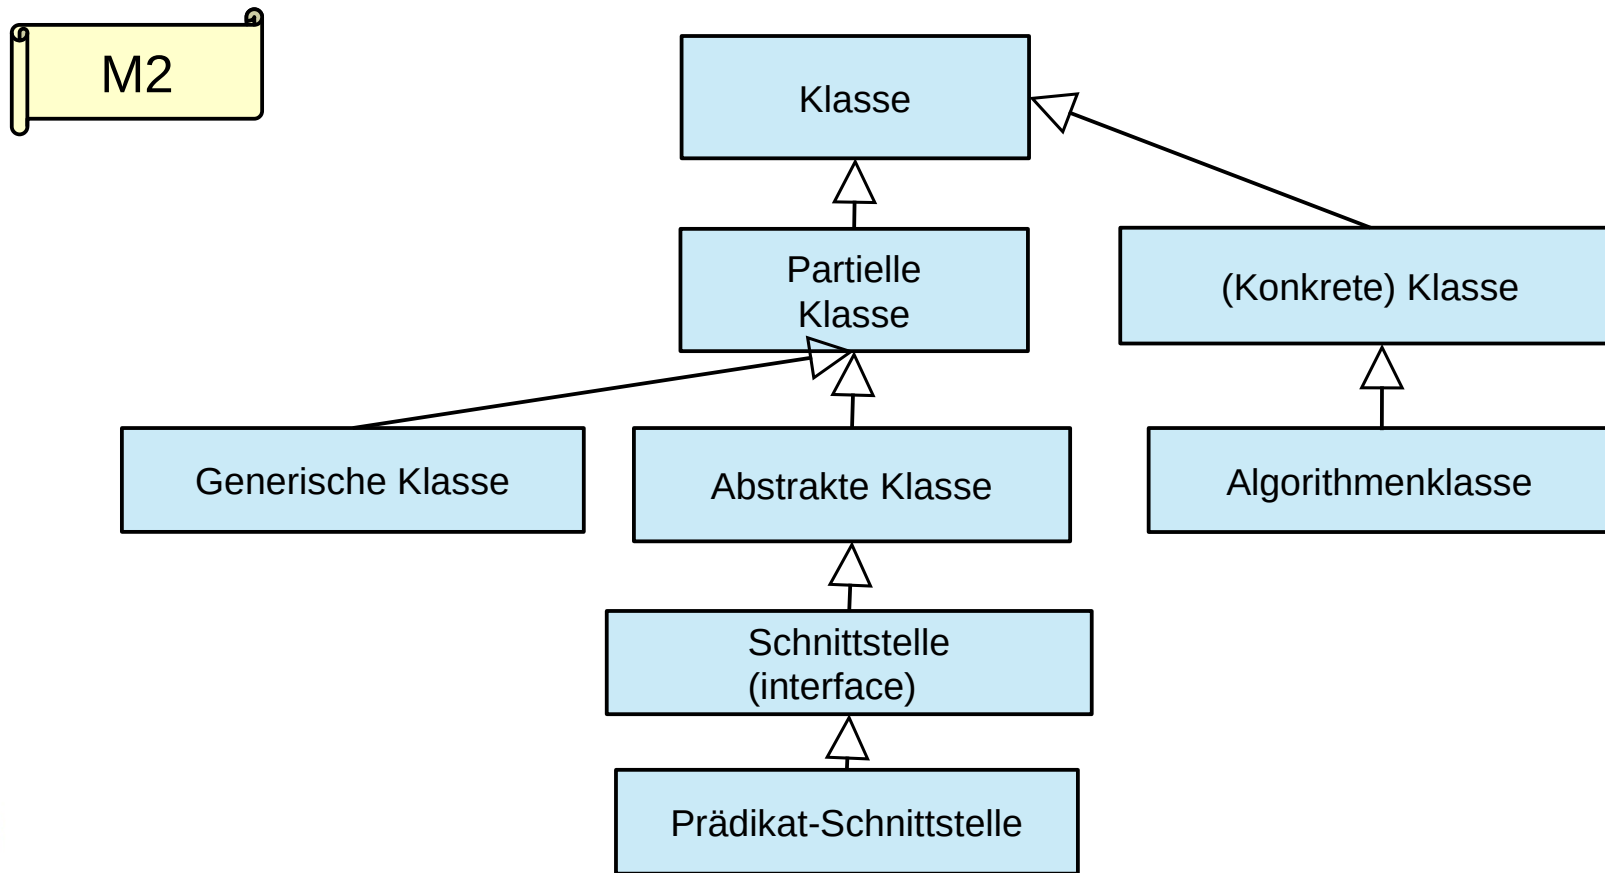 M2
Klasse
Partielle
Klasse
(Konkrete) Klasse
Generische Klasse
Abstrakte Klasse
Algorithmenklasse
Schnittstelle
(interface)
Prädikat-Schnittstelle